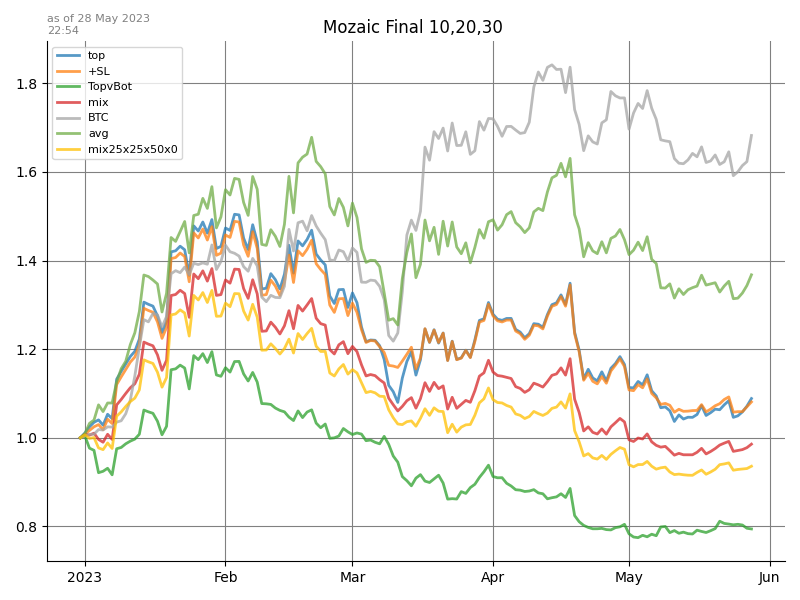 as of 28 May 2023
22:54
Mozaic Final 10,20,30
top
+SL
TopvBot
mix
BTC
avg
mix25x25x50x0
1.8
1.6
1.4
1.2
1.0
0.8
2023 Feb Mar Apr May Jun